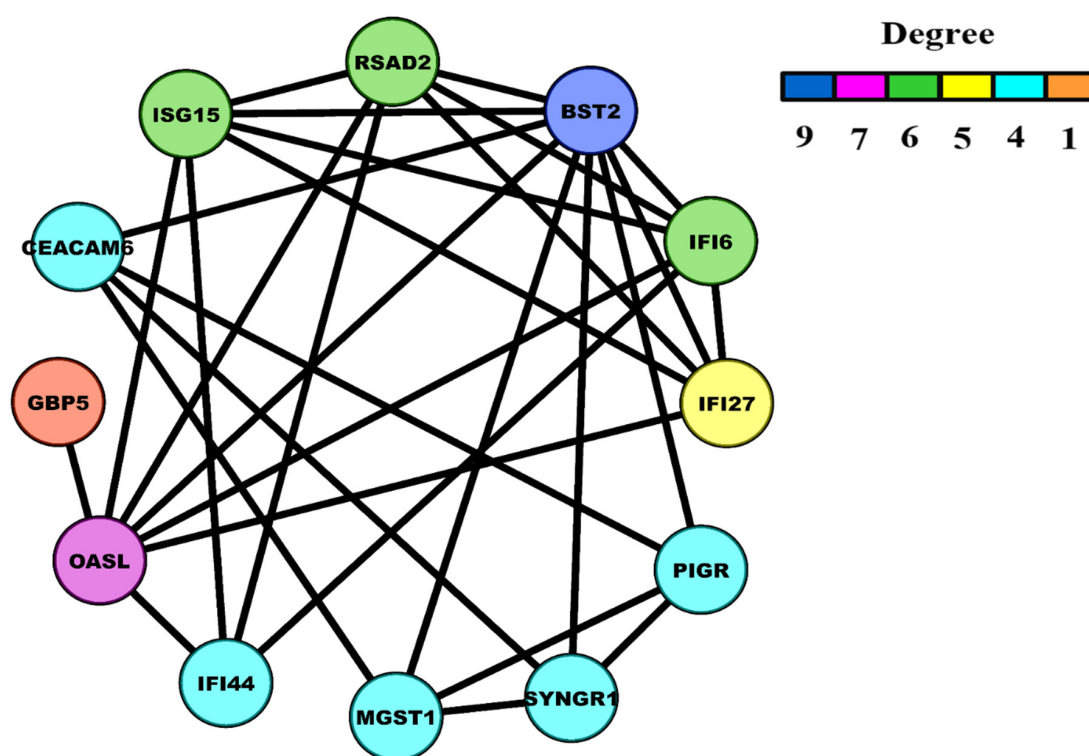 RSAD2
Degree
BST2
ISG15
9 7 6 5 4 1
IFI6
CEACAM6
GBP5
IFI27
OASL
PIGR
IFI44
SYNGR1
MGST1